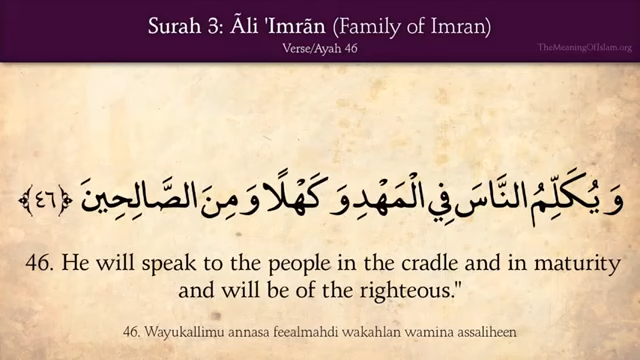 Surah 3: Ãli 'Imrãn (Family of Imran)
Verse/Ayah 46
TheMeaningOfIslam.org
وَيُكَلِّمُ النَّاسَ فِي الْمَهْدِ وَكَهْلًا وَمِنَ الصَّالِحِينَ ﴿٤٦﴾
46. He will speak to the people in the cradle and in maturity
and will be of the righteous."
46. Wayukallimu annasa feealmahdi wakahlan wamina assaliheen